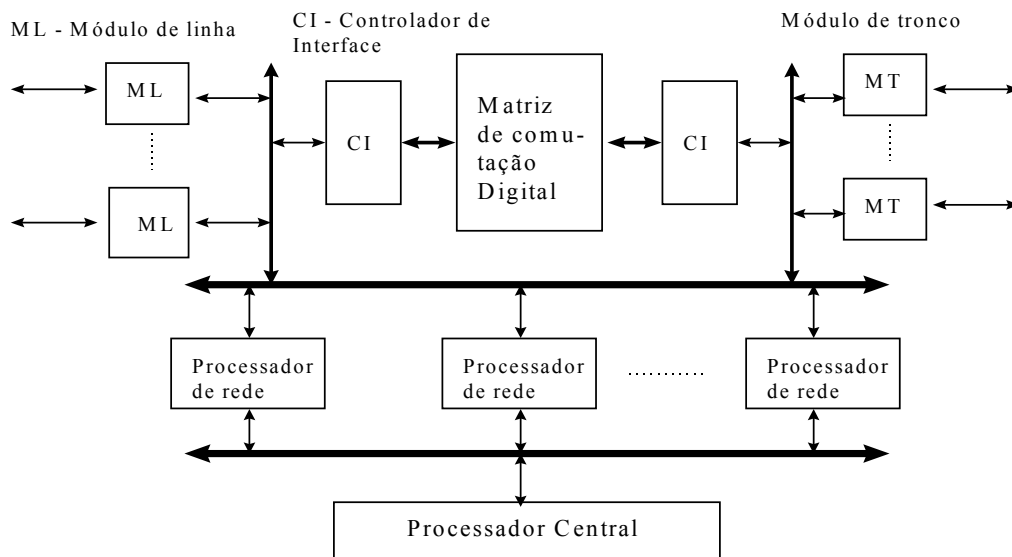 ML - Módulo de linha
CI - Controlador de
Interface
Módulo de tronco
ML
CI
Matriz
de comu-
tação
Digital
CI
MT
ML
MT
Processador
de rede
Processador
de rede
Processador
de rede
Processador Central